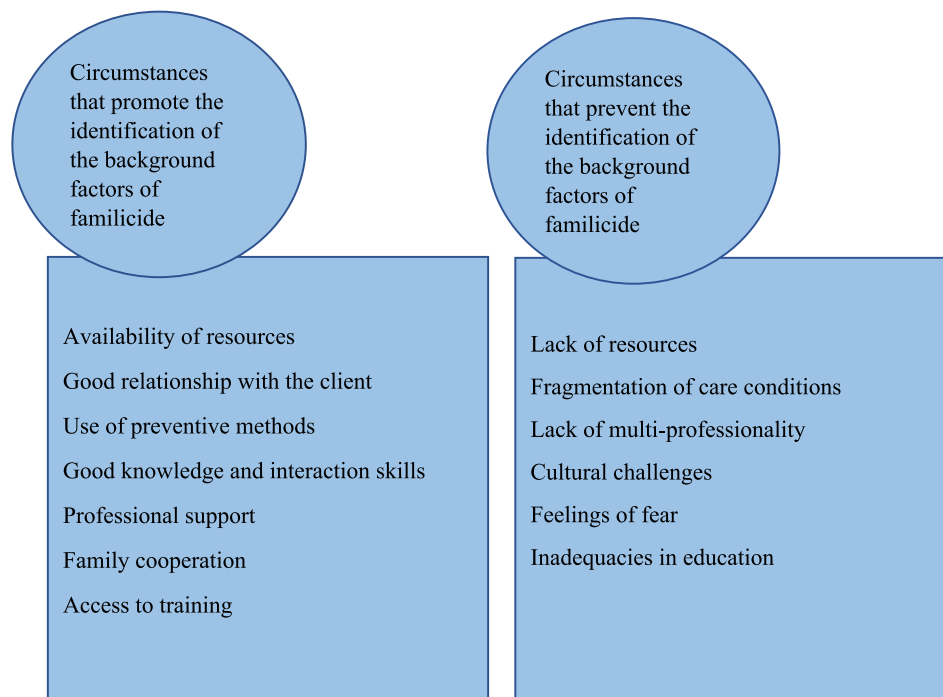 Circumstances
that promote the
identification of
the background
factors of
familicide
Availability of resources
Good relationship with the client
Use of preventive methods
Good knowledge and interaction skills
Professional support
Family cooperation
Access to training
Circumstances
that prevent the
identification of
the background
factors of
familicide
Lack of resources
Fragmentation of care conditions
Lack of multi-professionality
Cultural challenges
Feelings of fear
Inadequacies in education